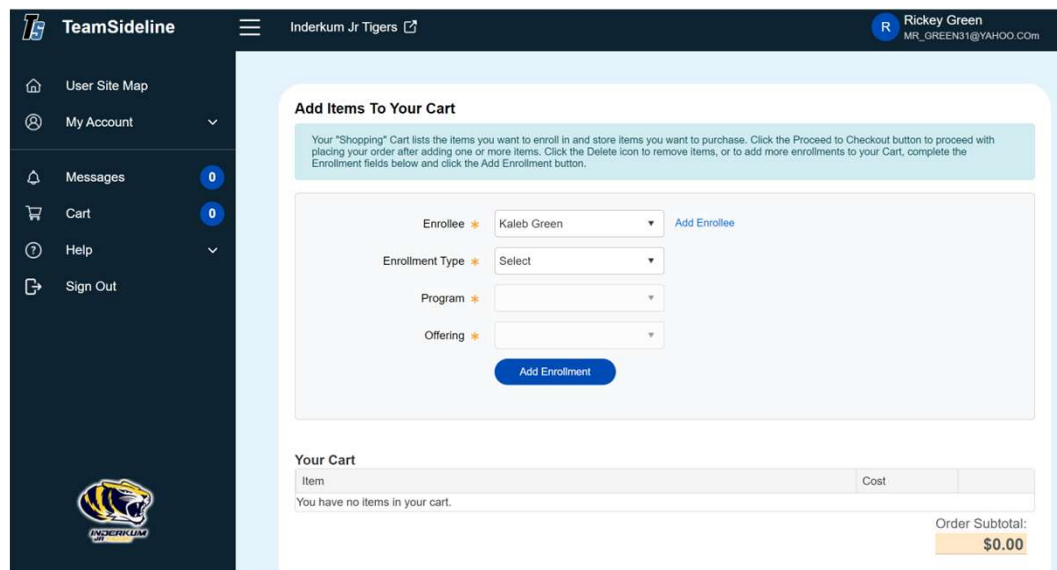 TS TeamSideline
Inderkum Jr Tigers
R
Rickey Green
MR_GREEN31@YAHOO.COm
User Site Map
My Account
Messages 0
Cart 0
Help
Sign Out
INDERKUM
JR
Add Items To Your Cart
Your "Shopping" Cart lists the items you want to enroll in and store items you want to purchase. Click the Proceed to Checkout button to proceed with
placing your order after adding one or more items. Click the Delete icon to remove items, or to add more enrollments to your Cart, complete the
Enrollment fields below and click the Add Enrollment button.
Enrollee * Kaleb Green Add Enrollee
Enrollment Type * Select
Program *
Offering *
Add Enrollment
Your Cart
Item Cost
You have no items in your cart.
Order Subtotal:
$0.00